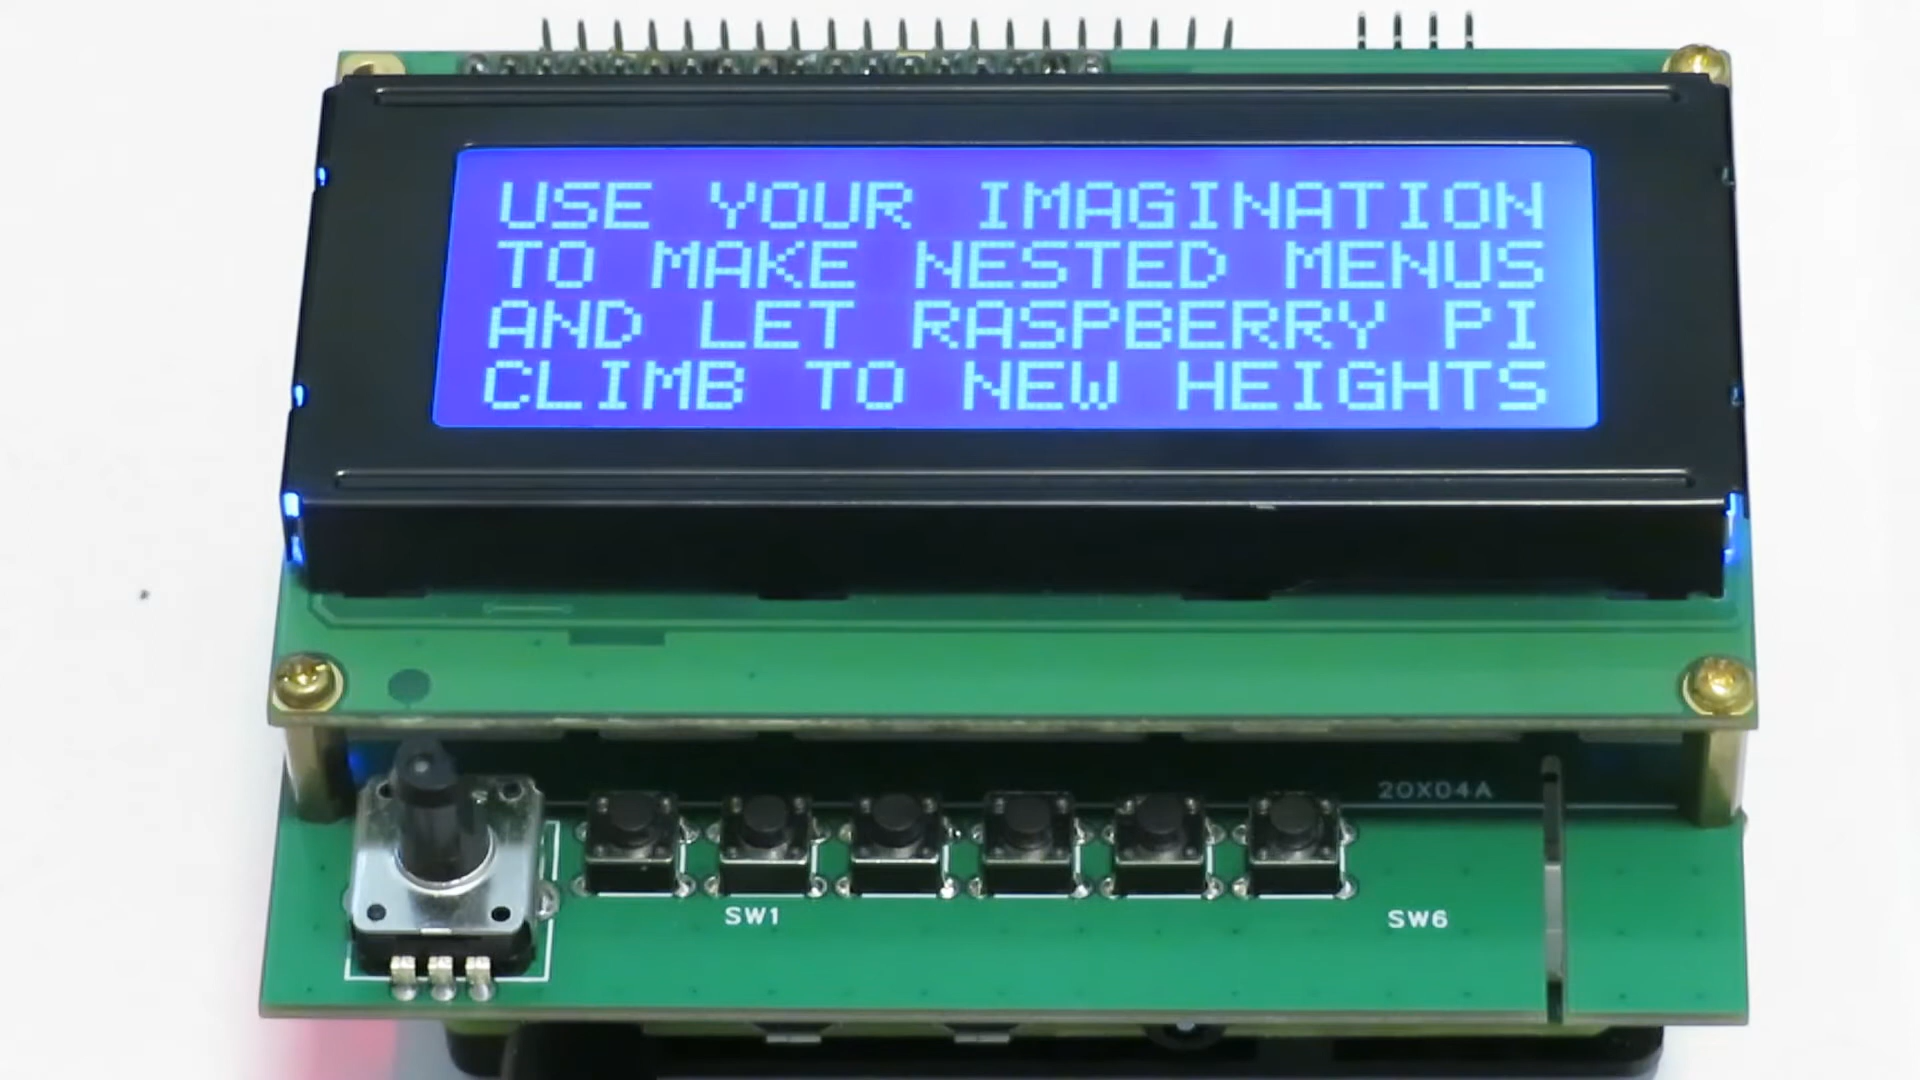 USE YOUR IMAGINATION
TO MAKE NESTED MENUS
AND LET RASPBERRY PI
CLIMB TO NEW HEIGHTS
20X04A
SW1
SW6